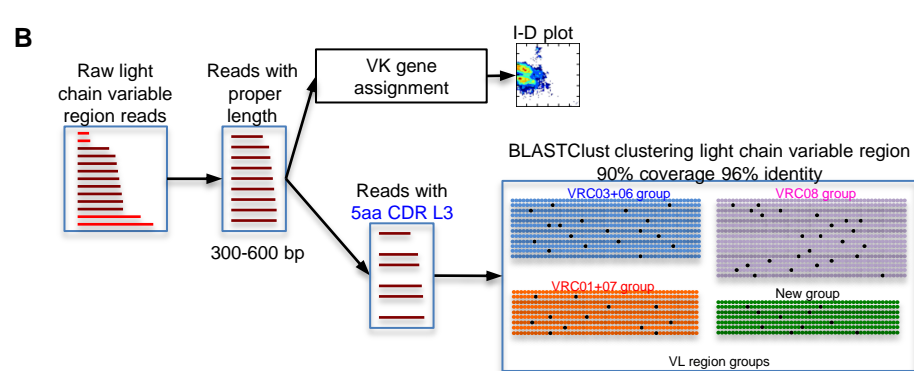 B
Raw light
chain variable
region reads
Reads with
proper
length
300-600 bp
VK gene
assignment
I-D plot
Reads with
5aa CDR L3
BLASTClust clustering light chain variable region
90% coverage 96% identity
VRC03+06 group
VRC08 group
VRC01+07 group
New group
VL region groups